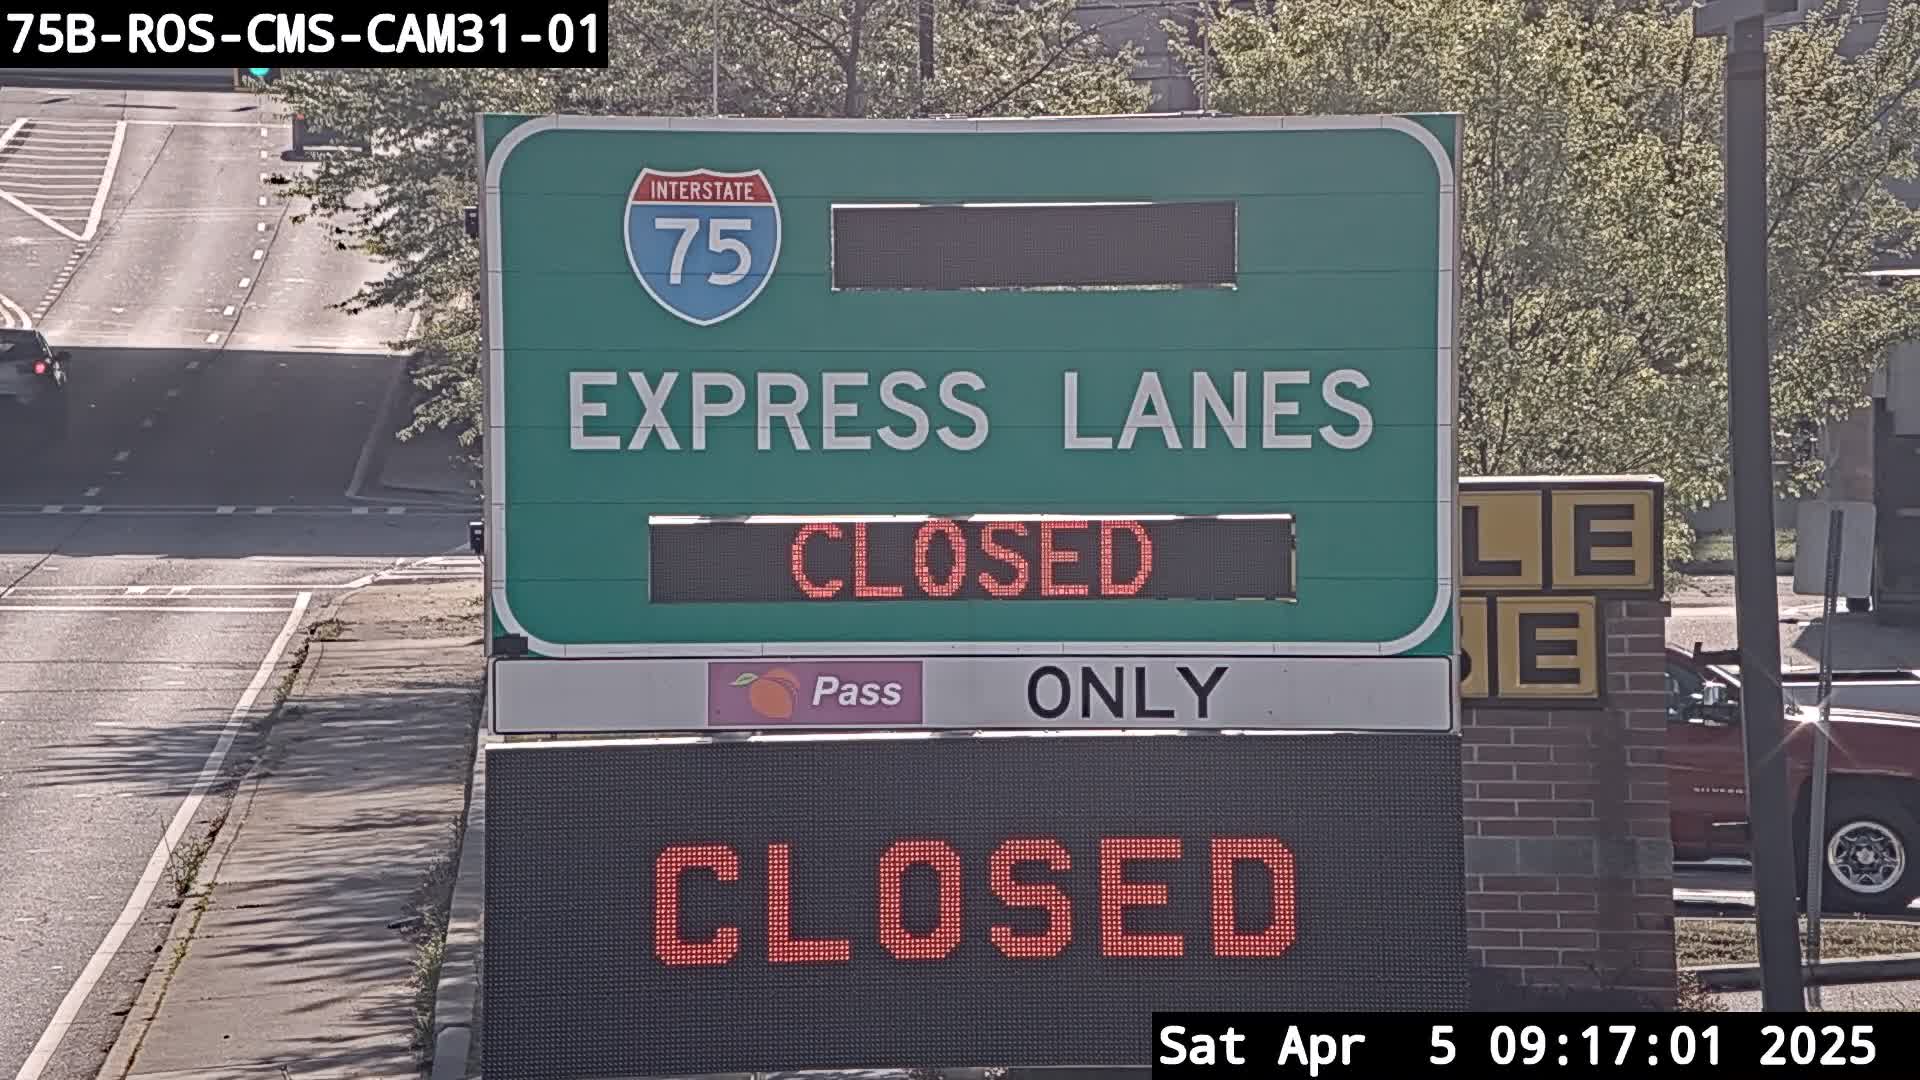 75B-ROS-CMS-CAM31-01
INTERSTATE
75
EXPRESS LANES
CLOSED
Pass ONLY
CLOSED
LE
E
Sat Apr 5 09:17:01 2025